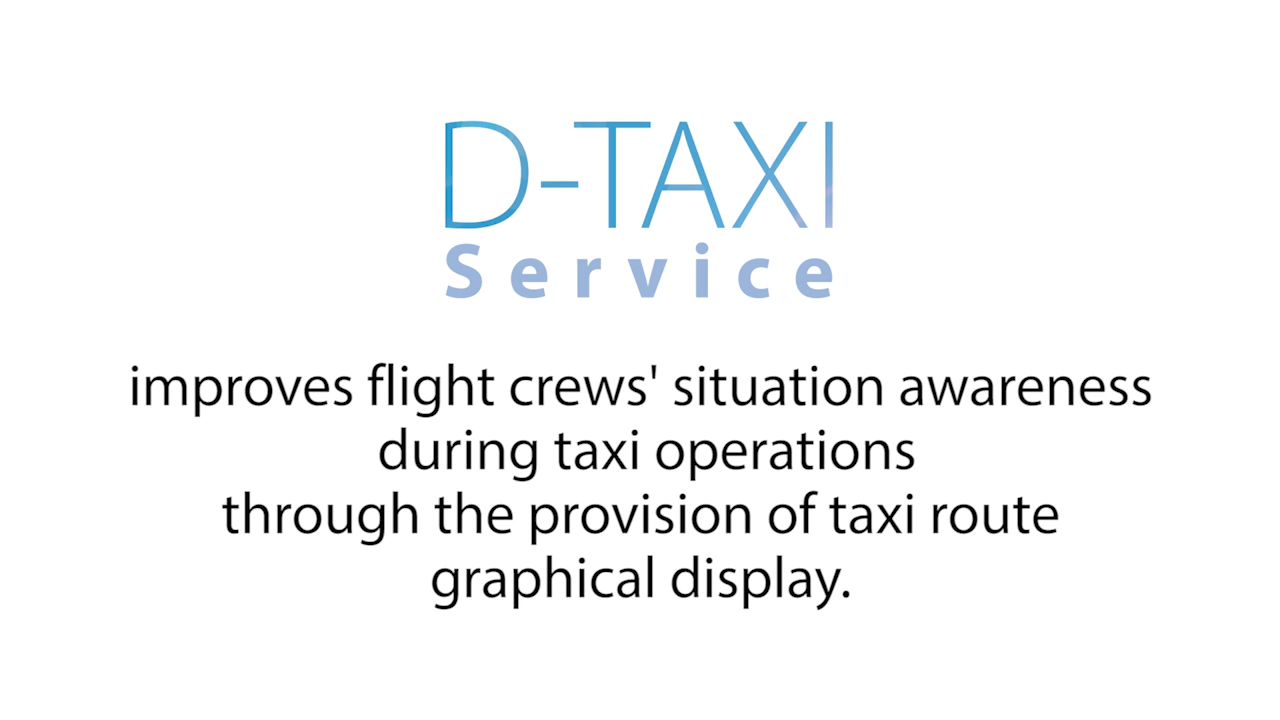 D-TAXI
Service
improves flight crews' situation awareness
during taxi operations
through the provision of taxi route
graphical display.